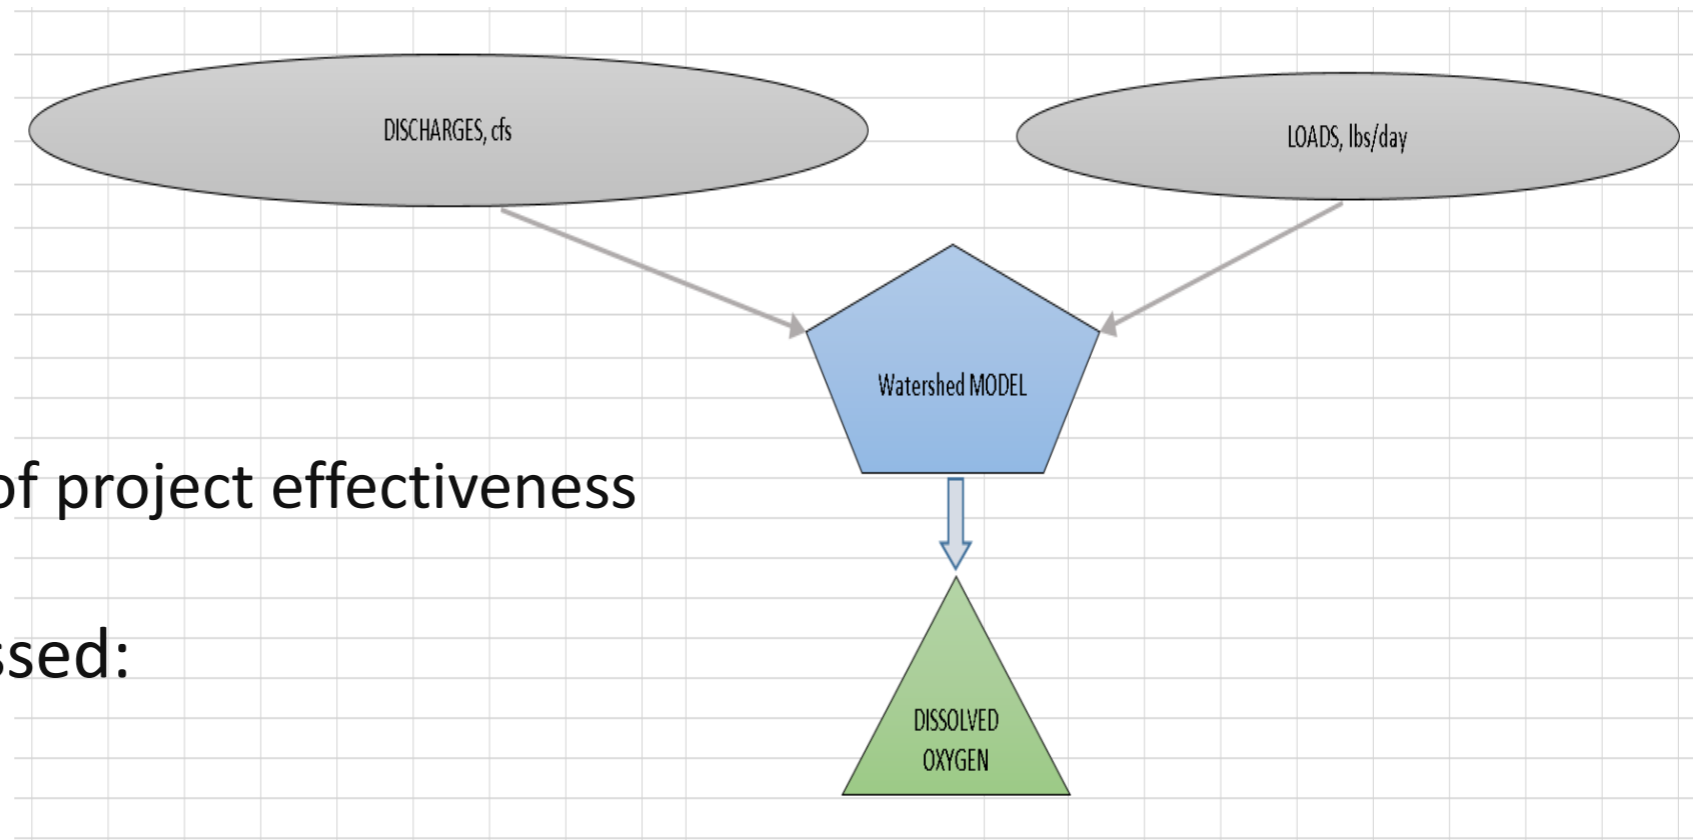 DISCHARGES, cfs
LOADS, lbs/day
Watershed MODEL
of project effectiveness
ssed:
DISSOLVED
OXYGEN